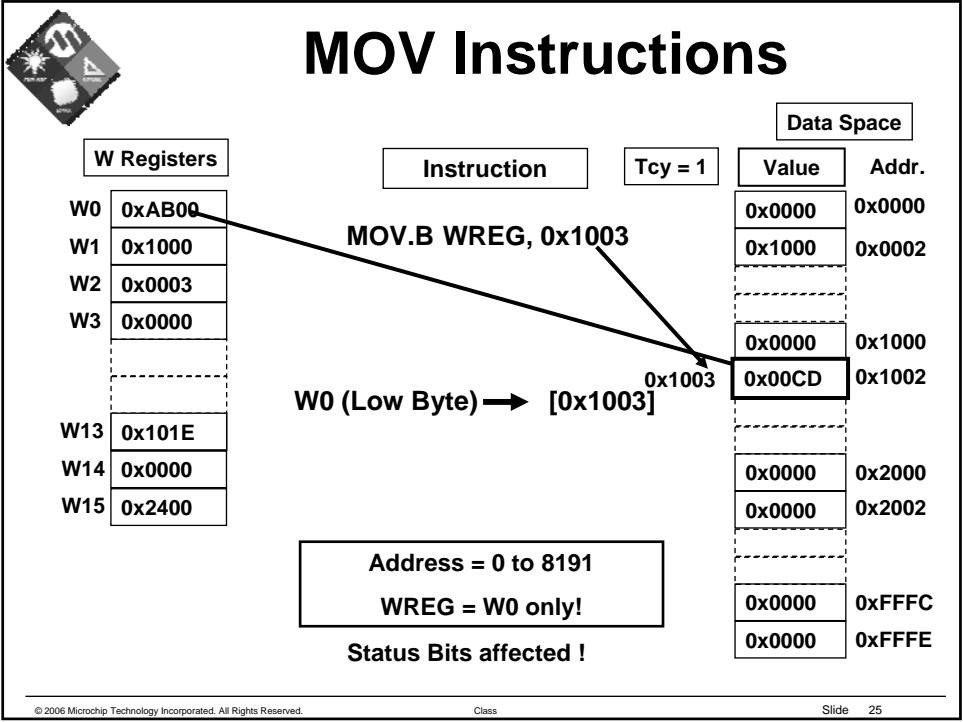 MOV Instructions
Data Space
W Registers
Instruction
Tcy = 1
Value Addr.
W0 0xAB00
W1 0x1000
W2 0x0003
W3 0x0000
W13 0x101E
W14 0x0000
W15 0x2400
MOV.B WREG, 0x1003
W0 (Low Byte) → [0x1003]
0x1003
0x0000 0x0000
0x1000 0x0002
0x0000 0x1000
0x00CD 0x1002
0x0000 0x2000
0x0000 0x2002
0x0000 0xFFFC
0x0000 0xFFFE
Address = 0 to 8191
WREG = W0 only!
Status Bits affected !
© 2006 Microchip Technology Incorporated. All Rights Reserved. Class Slide 25